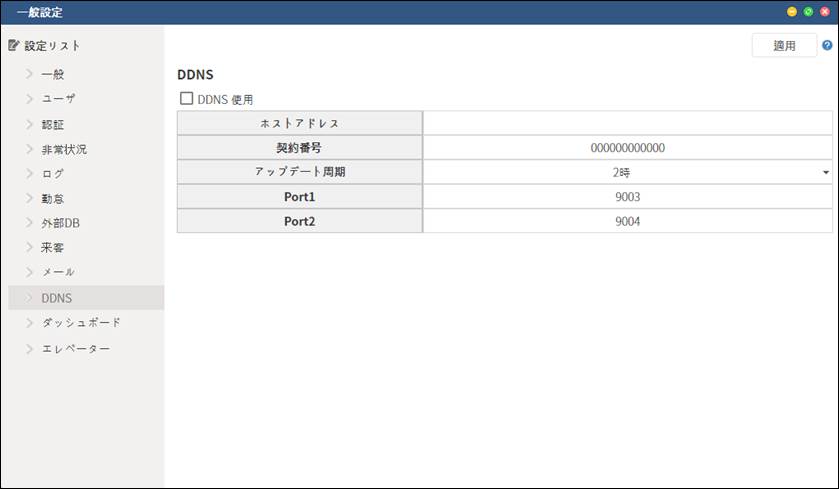 一般設定
設定リスト
一般
ユーザ
認証
非常状況
ログ
勤怠
外部DB
来客
メール
DDNS
ダッシュボード
エレベーター
適用
DDNS
DDNS 使用
ホストアドレス
契約番号 000000000000
アップデート周期 2時
Port1 9003
Port2 9004